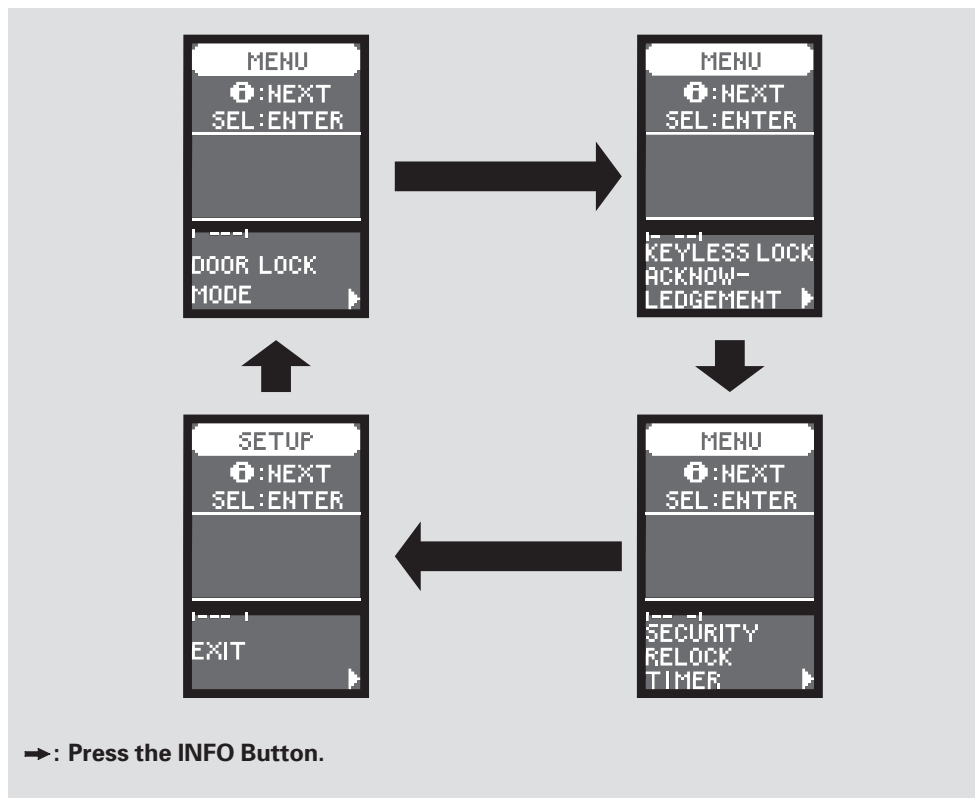 MENU
:NEXT
SEL:ENTER
DOOR LOCK
MODE
MENU
:NEXT
SEL:ENTER
KEYLESS LOCK
ACKNOW-
LEDGEMENT
SETUP
:NEXT
SEL:ENTER
EXIT
MENU
:NEXT
SEL:ENTER
SECURITY
RELOCK
TIMER
: Press the INFO Button.